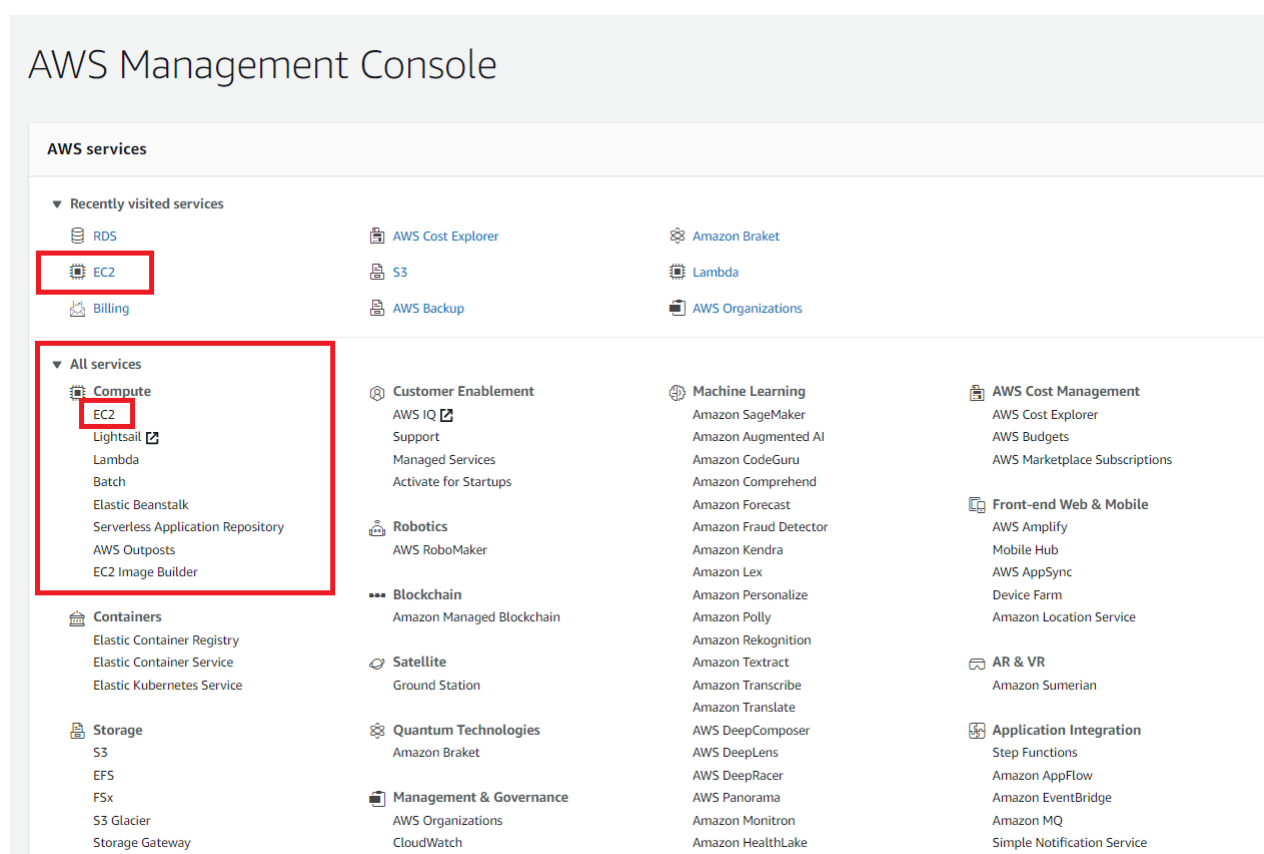 AWS Management Console
AWS services
Recently visited services
RDS
AWS Cost Explorer
Amazon Braket
EC2
S3
Lambda
Billing
AWS Backup
AWS Organizations
All services
Compute
EC2
Lightsail
Lambda
Batch
Elastic Beanstalk
Serverless Application Repository
AWS Outposts
EC2 Image Builder
Containers
Elastic Container Registry
Elastic Container Service
Elastic Kubernetes Service
Storage
S3
EFS
FSx
S3 Glacier
Storage Gateway
Customer Enablement
AWS IQ
Support
Managed Services
Activate for Startups
Robotics
AWS RoboMaker
Blockchain
Amazon Managed Blockchain
Satellite
Ground Station
Quantum Technologies
Amazon Braket
Management & Governance
AWS Organizations
CloudWatch
Machine Learning
Amazon SageMaker
Amazon Augmented AI
Amazon CodeGuru
Amazon Comprehend
Amazon Forecast
Amazon Fraud Detector
Amazon Kendra
Amazon Lex
Amazon Personalize
Amazon Polly
Amazon Rekognition
Amazon Textract
Amazon Transcribe
Amazon Translate
AWS DeepComposer
AWS DeepLens
AWS DeepRacer
AWS Panorama
Amazon Monitron
Amazon HealthLake
AWS Cost Management
AWS Cost Explorer
AWS Budgets
AWS Marketplace Subscriptions
Front-end Web & Mobile
AWS Amplify
Mobile Hub
AWS AppSync
Device Farm
Amazon Location Service
AR & VR
Amazon Sumerian
Application Integration
Step Functions
Amazon AppFlow
Amazon EventBridge
Amazon MQ
Simple Notification Service